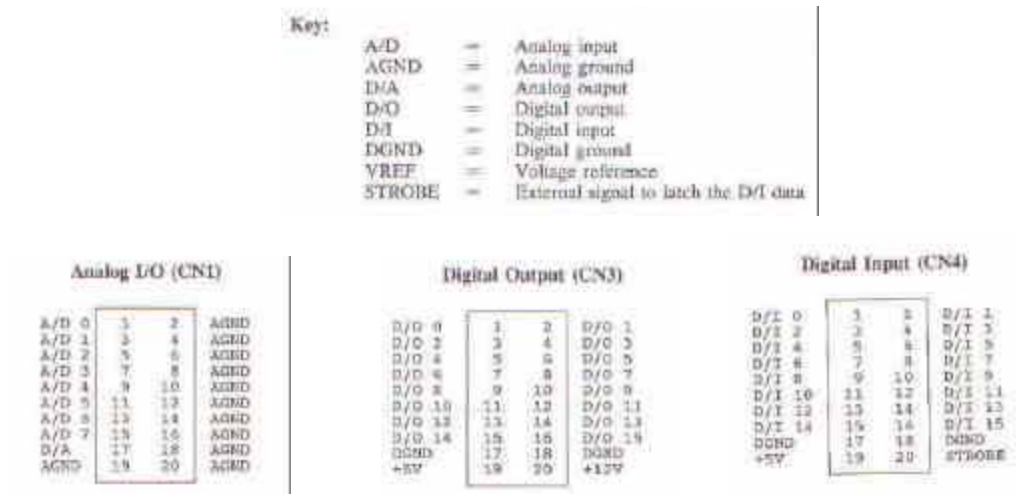 Key:
A/D = Analog input
AGND = Analog ground
D/A = Analog output
D/O = Digital output
D/I = Digital input
DGND = Digital ground
VREF = Voltage reference
STROBE = External signal to latch the D/I data
Analog I/O (CN1)
A/D 0 1 2 AGND
A/D 1 3 4 AGND
A/D 2 5 6 AGND
A/D 3 7 8 AGND
A/D 4 9 10 AGND
A/D 5 11 12 AGND
A/D 6 13 14 AGND
A/D 7 15 16 AGND
D/A 17 18 AGND
AGND 19 20 AGND
Digital Output (CN3)
D/O 0 1 2 D/O 1
D/O 2 3 4 D/O 3
D/O 4 5 6 D/O 5
D/O 6 7 8 D/O 7
D/O 8 9 10 D/O 9
D/O 10 11 12 D/O 11
D/O 12 13 14 D/O 13
D/O 14 15 16 D/O 15
DGND 17 18 DGND
+5V 19 20 +12V
Digital Input (CN4)
D/I 0 1 2 D/I 1
D/I 2 3 4 D/I 3
D/I 4 5 6 D/I 5
D/I 6 7 8 D/I 7
D/I 8 9 10 D/I 9
D/I 10 11 12 D/I 11
D/I 12 13 14 D/I 13
D/I 14 15 16 D/I 15
DGND 17 18 DGND
+5V 19 20 STROBE